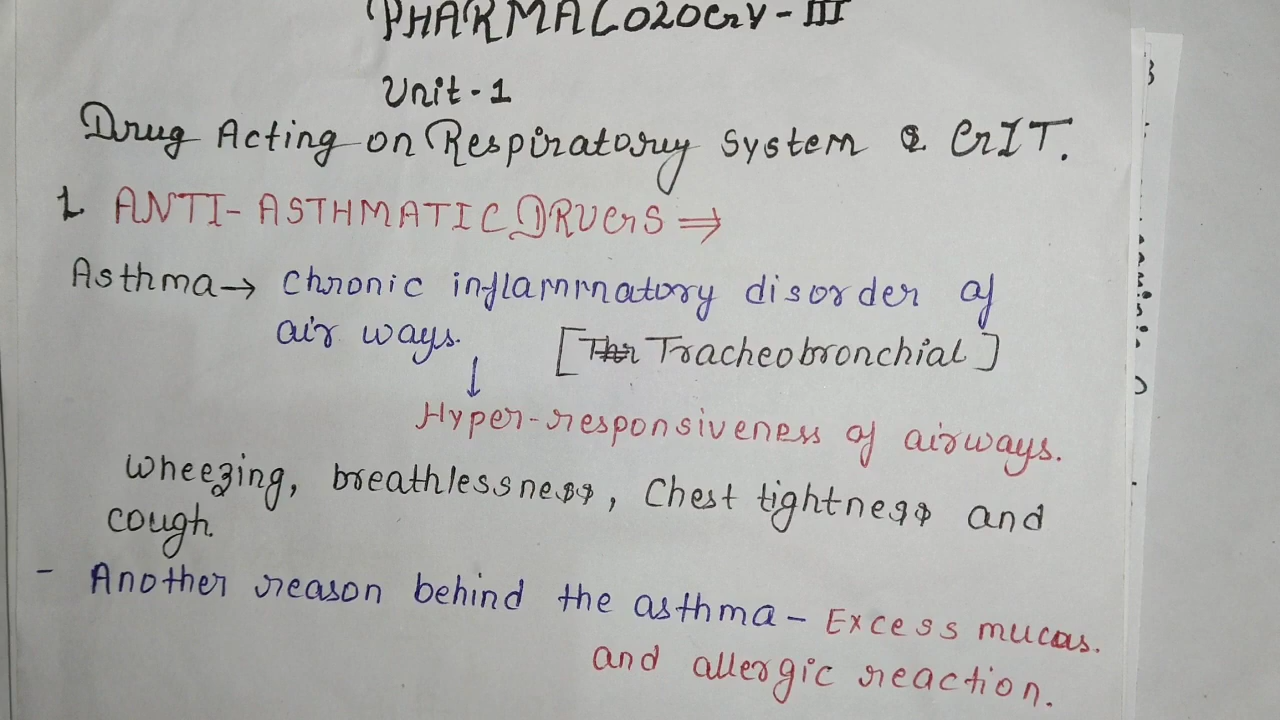 PHARMACOLOGY - III
Unit - 1
Drug Acting on Respiratory System & GIT.
1. ANTI- ASTHMATIC DRUGS ⇒
Asthma → Chronic inflammatory disorder of
air ways. [Tracheobronchial]
↓
Hyper-responsiveness of airways.
wheezing, breathlessness, Chest tightness and
cough.
- Another reason behind the asthma - Excess mucas.
and allergic reaction.